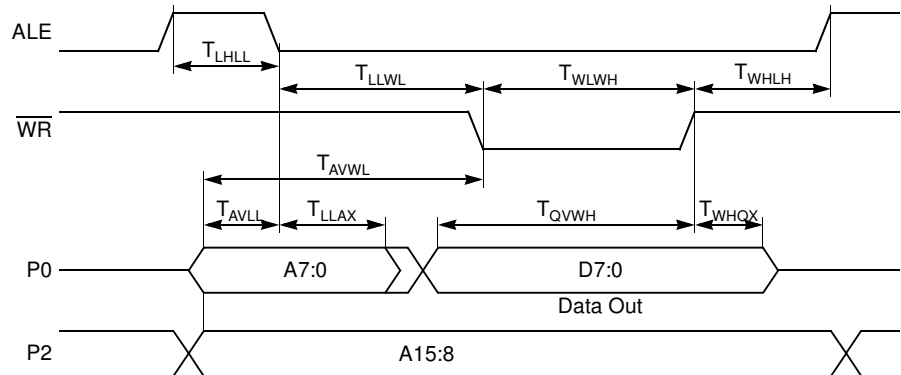 ALE
TLHLL
TLLWL
TWLWH
TWHLH
WR
TAVWL
TAVLL
TLLAX
TQVWH
TWHQX
P0
A7:0
D7:0
Data Out
P2
A15:8